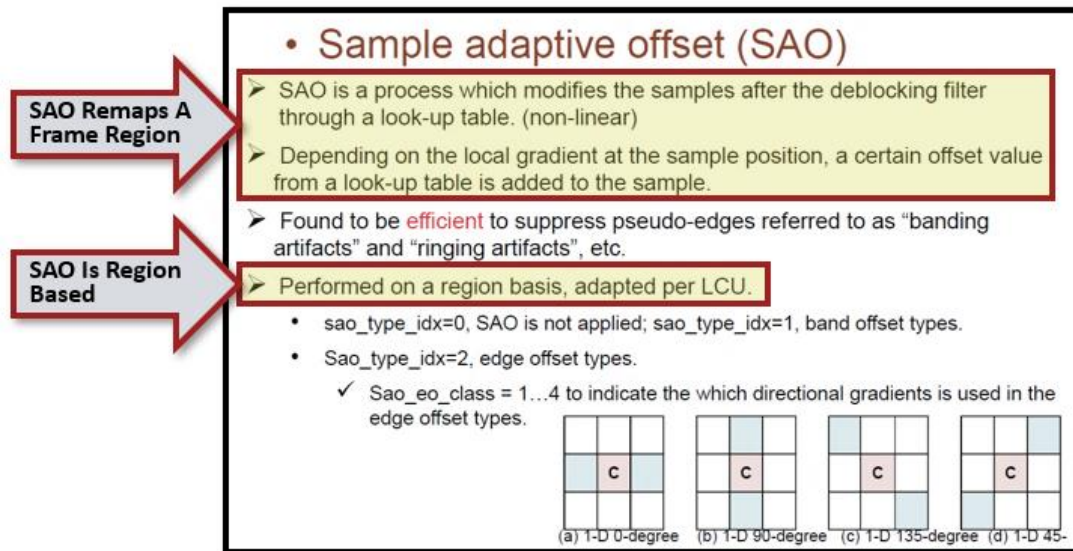 • Sample adaptive offset (SAO)
SAO Remaps A
Frame Region
➢ SAO is a process which modifies the samples after the deblocking filter
through a look-up table. (non-linear)
➢ Depending on the local gradient at the sample position, a certain offset value
from a look-up table is added to the sample.
➢ Found to be efficient to suppress pseudo-edges referred to as “banding
artifacts” and “ringing artifacts”, etc.
SAO Is Region
Based
➢ Performed on a region basis, adapted per LCU.
• sao_type_idx=0, SAO is not applied; sao_type_idx=1, band offset types.
• Sao_type_idx=2, edge offset types.
✓ Sao_eo_class = 1…4 to indicate the which directional gradients is used in the
edge offset types.
C C C C
(a) 1-D 0-degree (b) 1-D 90-degree (c) 1-D 135-degree (d) 1-D 45-